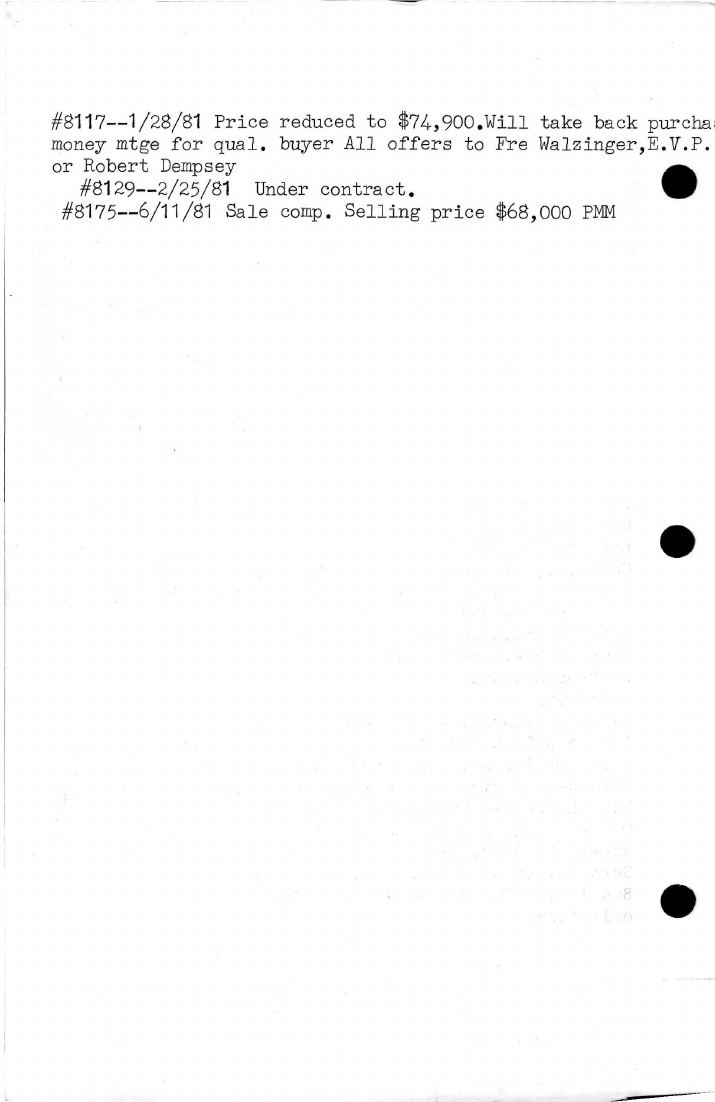 #8117--1/28/81 Price reduced to $74,900.Will take back purcha
money mtge for qual. buyer All offers to Fre Walzinger,E.V.P.
or Robert Dempsey
#8129--2/25/81 Under contract.
#8175--6/11/81 Sale comp. Selling price $68,000 PMM